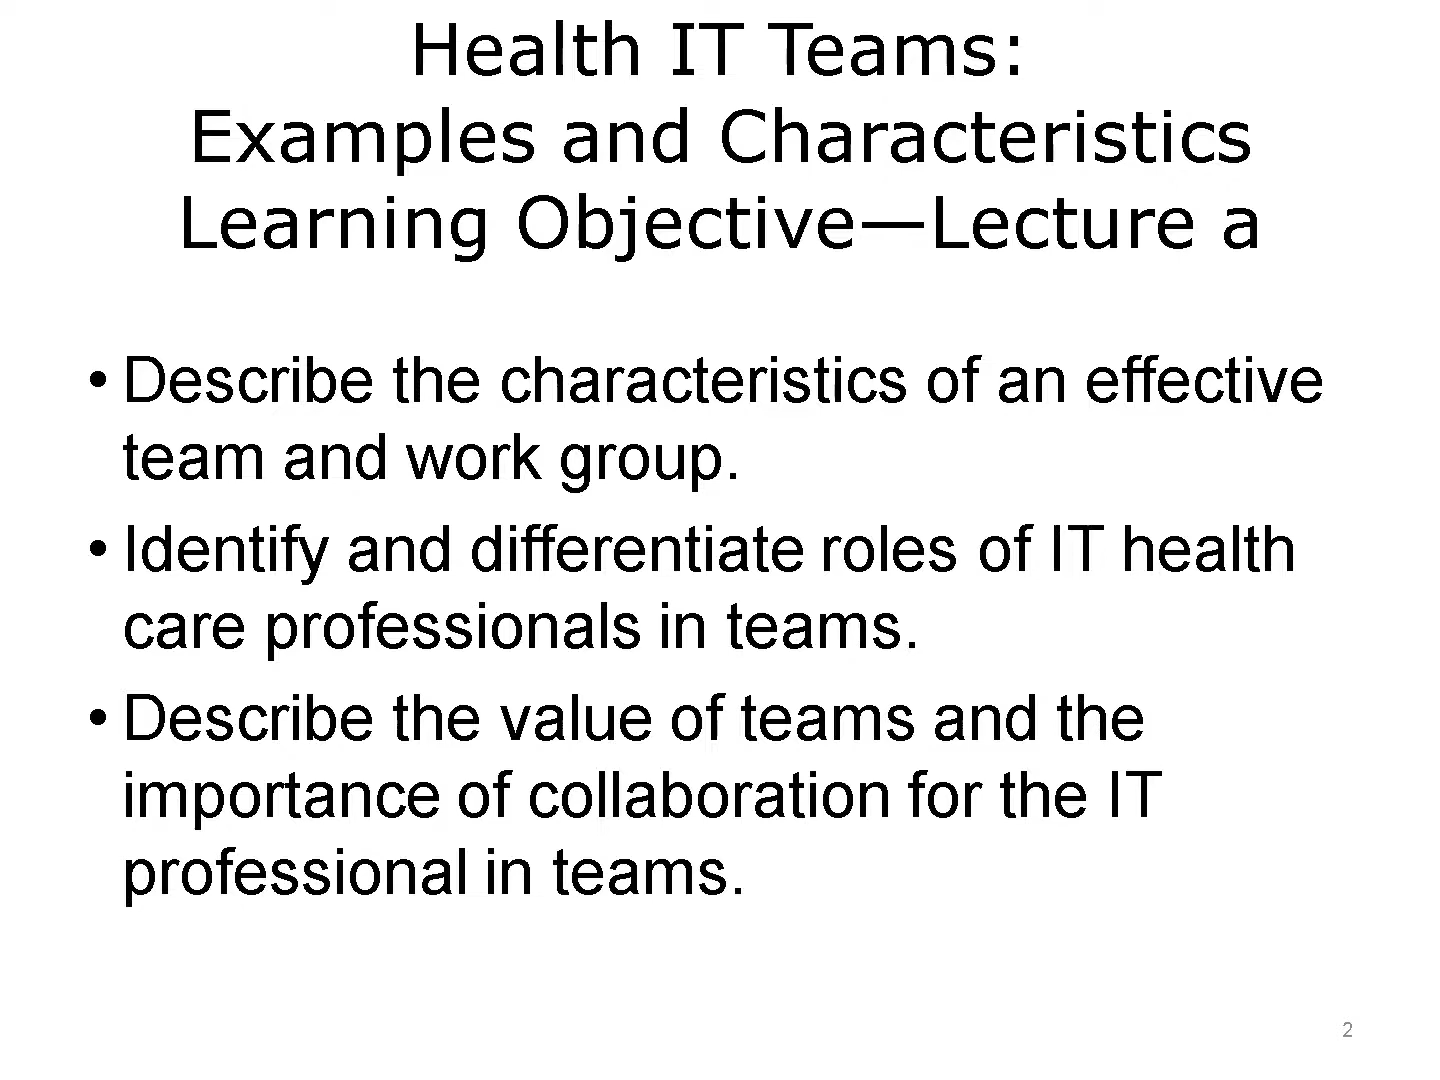 Health IT Teams:
Examples and Characteristics
Learning Objective—Lecture a
• Describe the characteristics of an effective
team and work group.
• Identify and differentiate roles of IT health
care professionals in teams.
• Describe the value of teams and the
importance of collaboration for the IT
professional in teams.
2